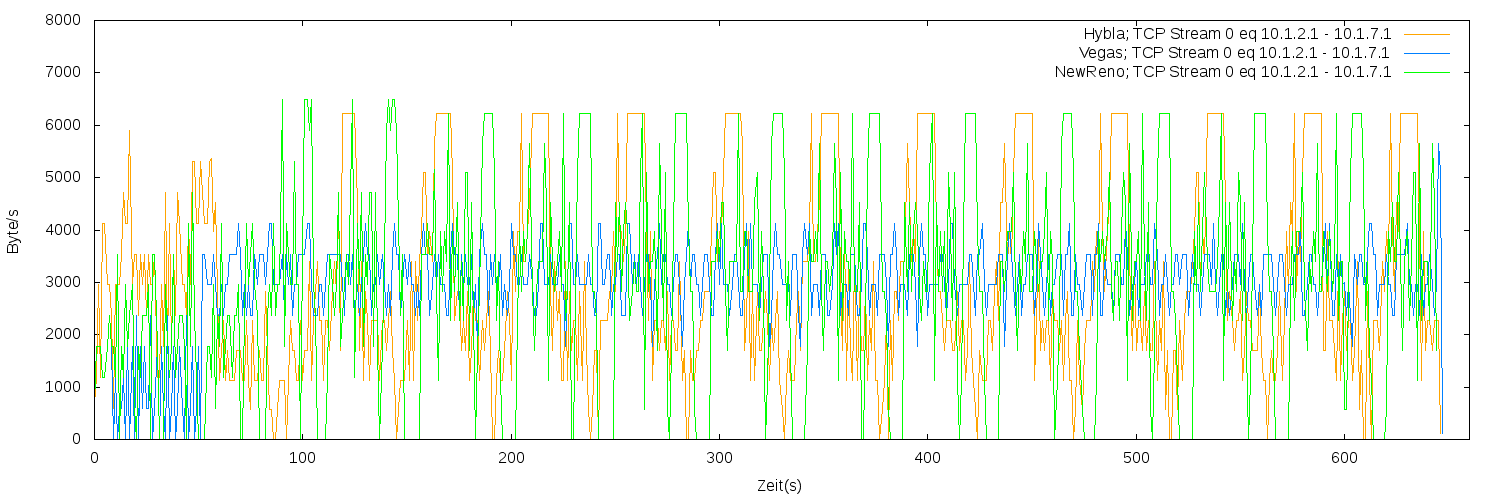 8000
7000
6000
5000
4000
3000
2000
1000
0
Byte/s
Hybla; TCP Stream 0 eq 10.1.2.1 - 10.1.7.1
Vegas; TCP Stream 0 eq 10.1.2.1 - 10.1.7.1
NewReno; TCP Stream 0 eq 10.1.2.1 - 10.1.7.1
0 100 200 300 400 500 600
Zeit(s)